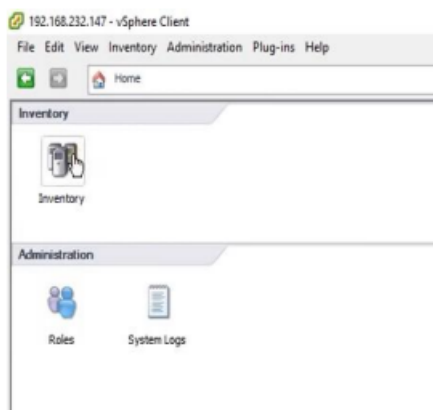 192.168.232.147 - vSphere Client
File Edit View Inventory Administration Plug-ins Help
Home
Inventory
Inventory
Administration
Roles System Logs